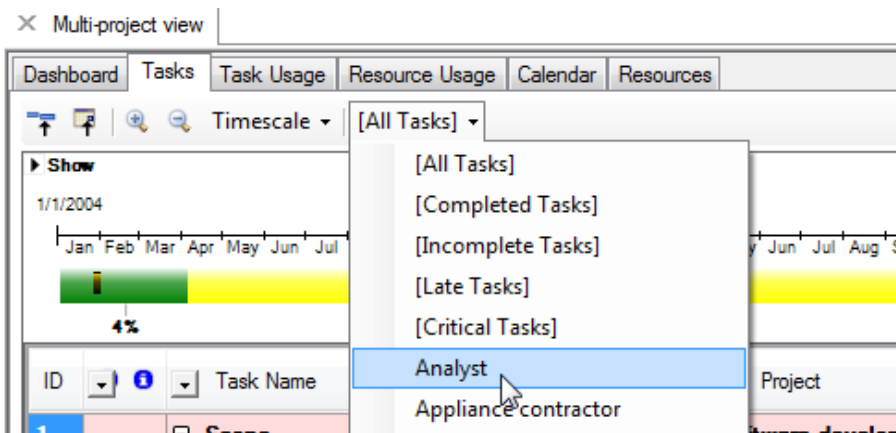 Multi-project view
Dashboard Tasks Task Usage Resource Usage Calendar Resources
Timescale [All Tasks]
Show
[All Tasks]
1/1/2004
[Completed Tasks]
Jan Feb Mar Apr May Jun Jul Jun Jul Aug
[Incomplete Tasks]
[Late Tasks]
4%
[Critical Tasks]
ID Task Name Analyst Project
Appliance contractor
1 Scope